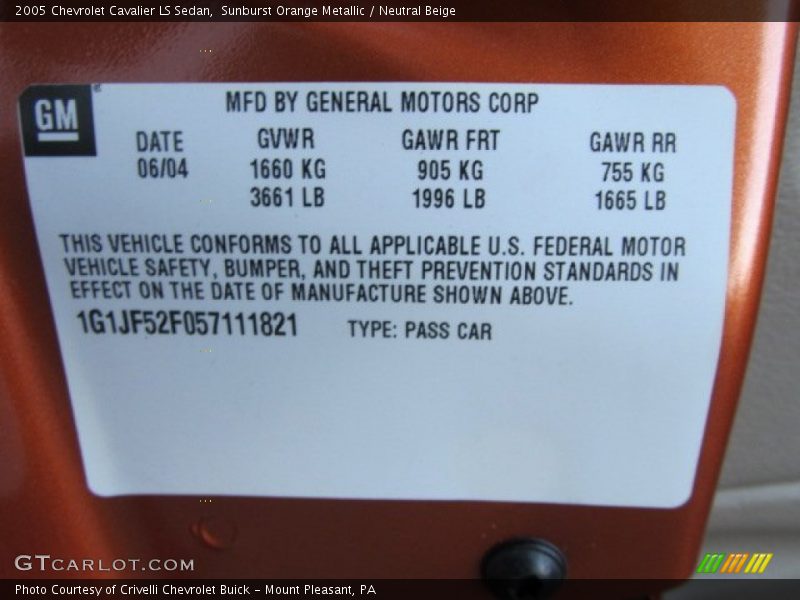 2005 Chevrolet Cavalier LS Sedan, Sunburst Orange Metallic / Neutral Beige
GM
MFD BY GENERAL MOTORS CORP
DATE GVWR GAWR FRT GAWR RR
06/04 1660 KG 905 KG 755 KG
3661 LB 1996 LB 1665 LB
THIS VEHICLE CONFORMS TO ALL APPLICABLE U.S. FEDERAL MOTOR
VEHICLE SAFETY, BUMPER, AND THEFT PREVENTION STANDARDS IN
EFFECT ON THE DATE OF MANUFACTURE SHOWN ABOVE.
1G1JF52F057111821 TYPE: PASS CAR
GTCARLOT.COM
Photo Courtesy of Crivelli Chevrolet Buick - Mount Pleasant, PA